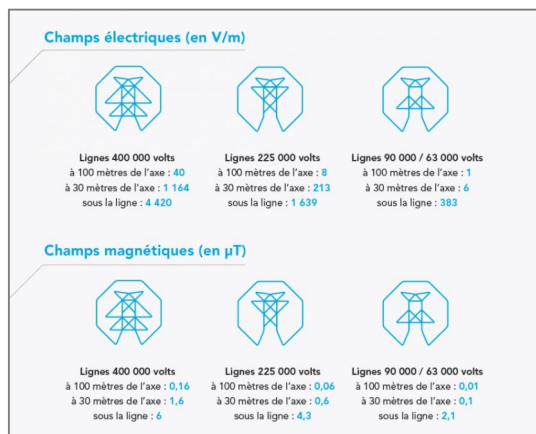 Champs électriques (en V/m)
Lignes 400 000 volts
à 100 mètres de l'axe : 40
à 30 mètres de l'axe : 1 164
sous la ligne : 4 420
Lignes 225 000 volts
à 100 mètres de l'axe : 8
à 30 mètres de l'axe : 213
sous la ligne : 1 639
Lignes 90 000 / 63 000 volts
à 100 mètres de l'axe : 1
à 30 mètres de l'axe : 6
sous la ligne : 383
Champs magnétiques (en µT)
Lignes 400 000 volts
à 100 mètres de l'axe : 0,16
à 30 mètres de l'axe : 1,6
sous la ligne : 6
Lignes 225 000 volts
à 100 mètres de l'axe : 0,06
à 30 mètres de l'axe : 0,6
sous la ligne : 4,3
Lignes 90 000 / 63 000 volts
à 100 mètres de l'axe : 0,01
à 30 mètres de l'axe : 0,1
sous la ligne : 2,1